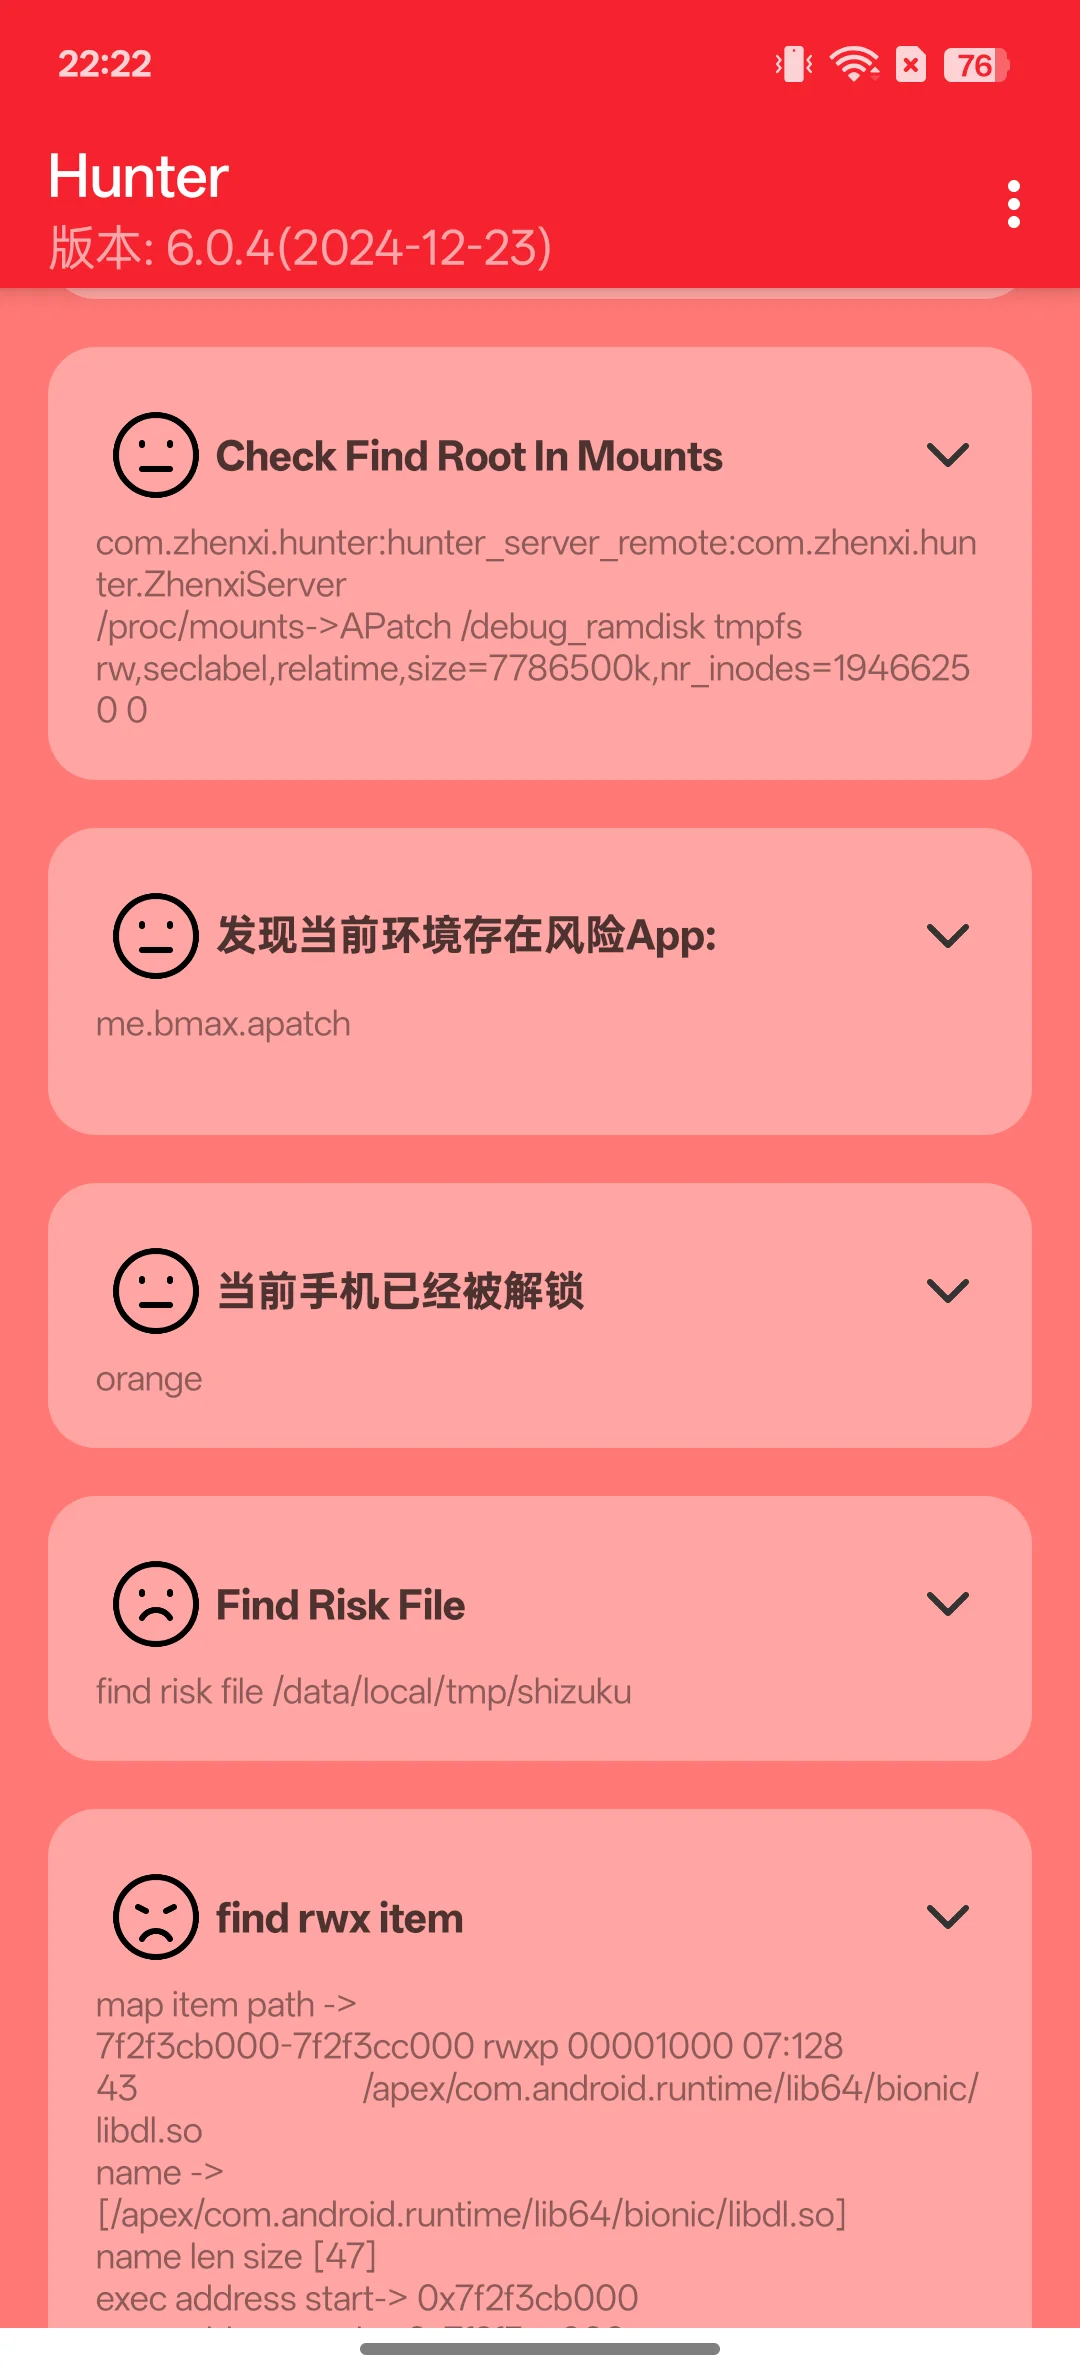 22:22
76
Hunter
版本: 6.0.4(2024-12-23)
Check Find Root In Mounts
com.zhenxi.hunter:hunter_server_remote:com.zhenxi.hun
ter.ZhenxiServer
/proc/mounts->APatch /debug_ramdisk tmpfs
rw,seclabel,relatime,size=7786500k,nr_inodes=1946625
0 0
发现当前环境存在风险App:
me.bmax.apatch
当前手机已经被解锁
orange
Find Risk File
find risk file /data/local/tmp/shizuku
find rwx item
map item path ->
7f2f3cb000-7f2f3cc000 rwxp 00001000 07:128
43 /apex/com.android.runtime/lib64/bionic/
libdl.so
name ->
[/apex/com.android.runtime/lib64/bionic/libdl.so]
name len size [47]
exec address start-> 0x7f2f3cb000